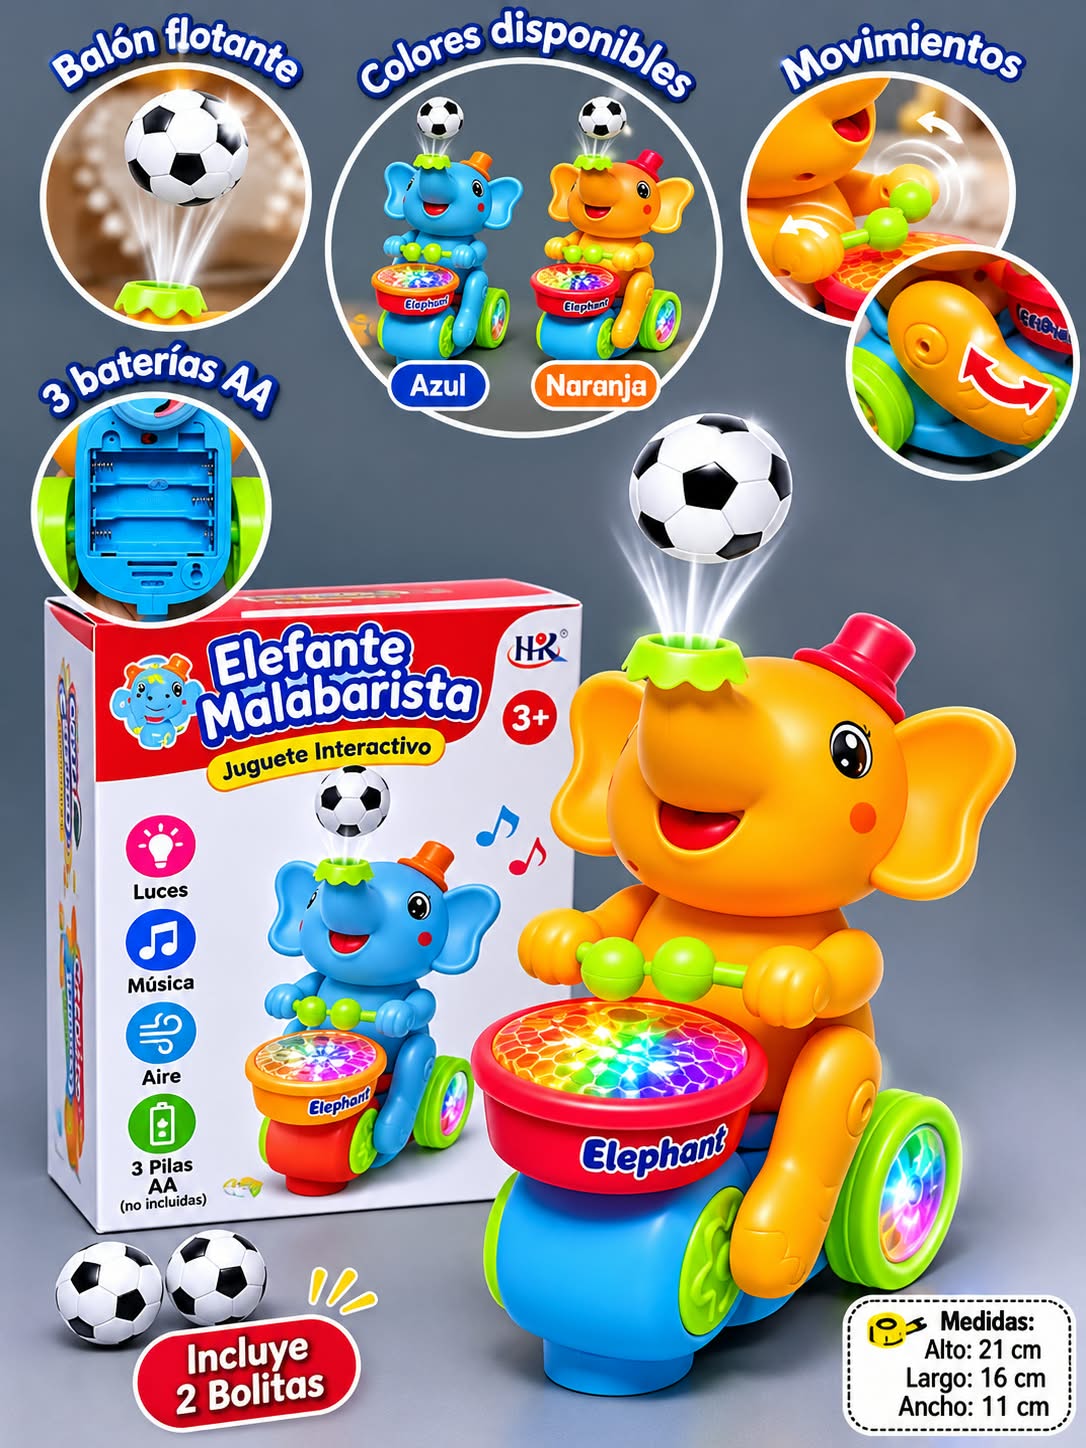 Balón flotante
Colores disponibles
Movimientos
Azul
Naranja
3 baterías AA
Elefante
Malabarista
Juguete Interactivo
HR
3+
Luces
Música
Aire
3 Pilas
AA
(no incluidas)
Elephant
Elephant
Elephant
Elephant
Incluye
2 Bolitas
Medidas:
Alto: 21 cm
Largo: 16 cm
Ancho: 11 cm